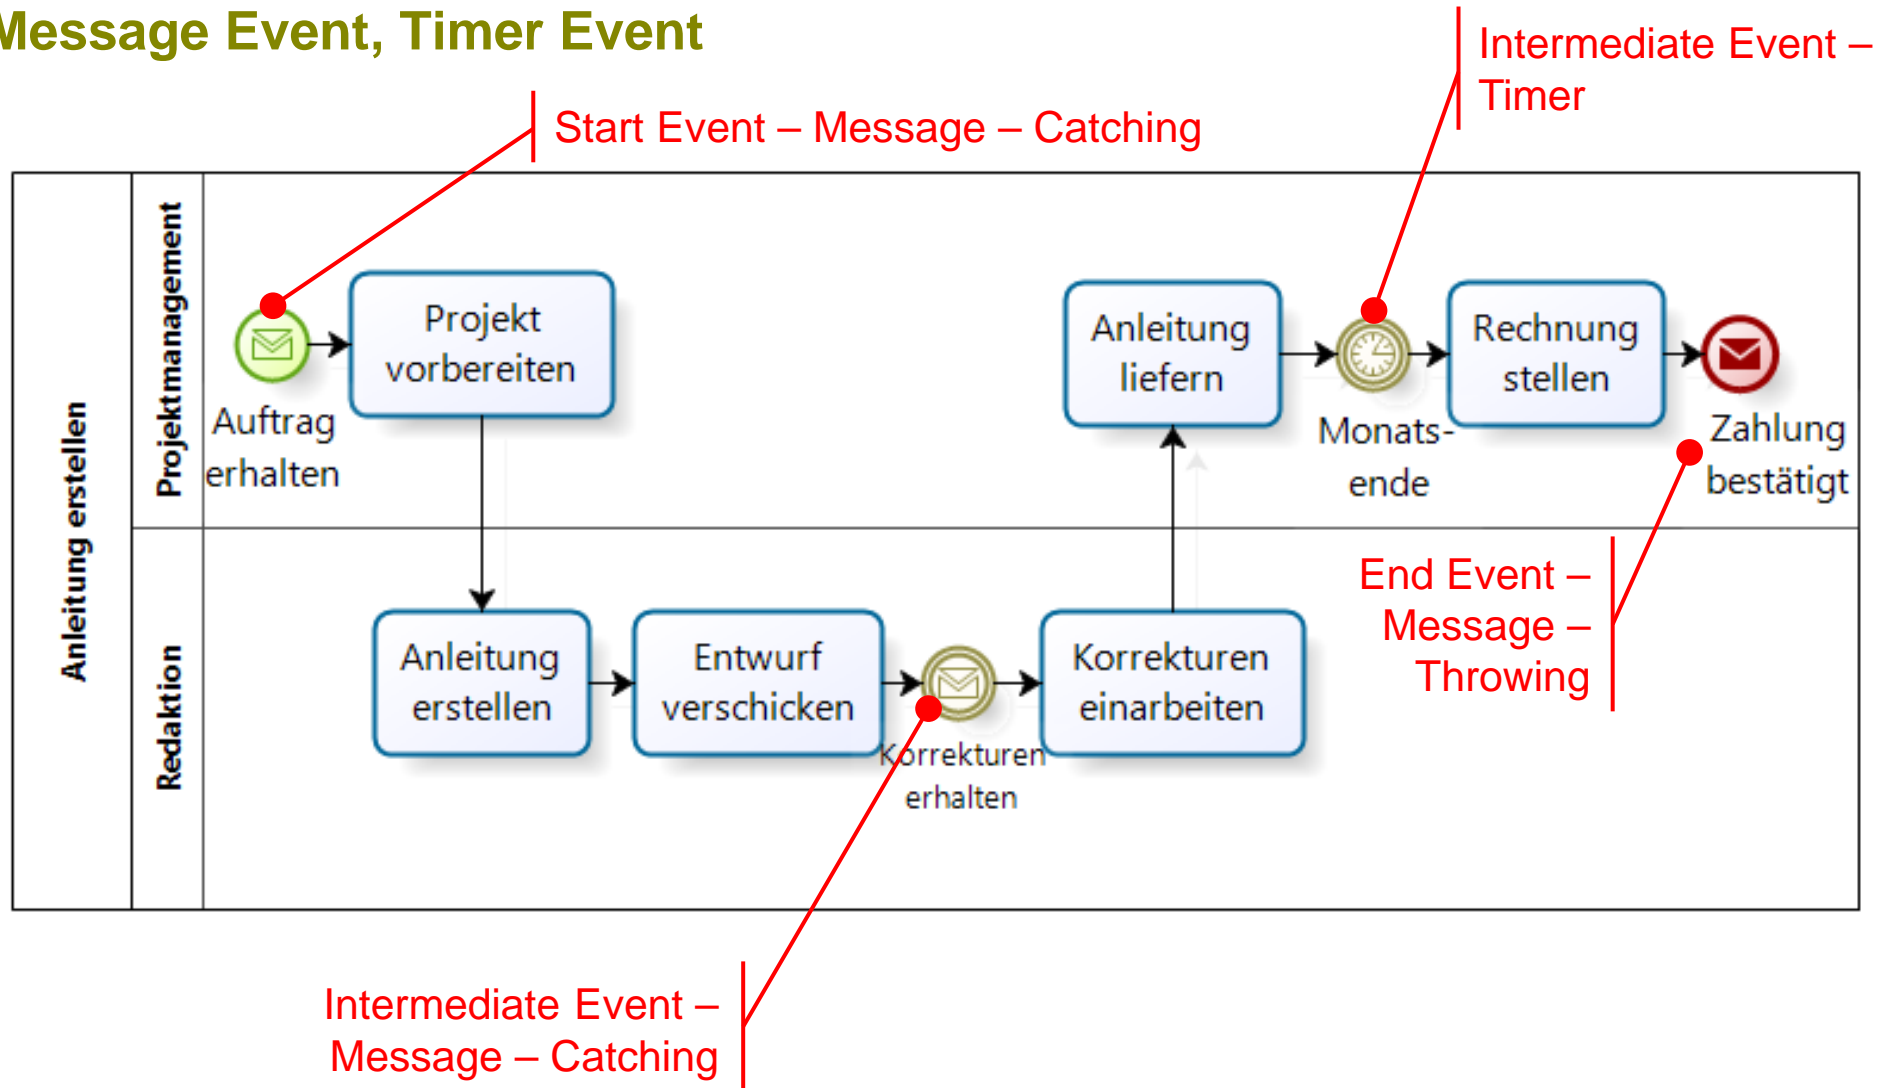 Message Event, Timer Event
Intermediate Event –
Timer
Start Event – Message – Catching
Anleitung erstellen
Projektmanagement
Projekt
vorbereiten
Auftrag
erhalten
Anleitung
liefern
Monats-
ende
Rechnung
stellen
Zahlung
bestätigt
Redaktion
Anleitung
erstellen
Entwurf
verschicken
Korrekturen
erhalten
Korrekturen
einarbeiten
End Event –
Message –
Throwing
Intermediate Event –
Message – Catching